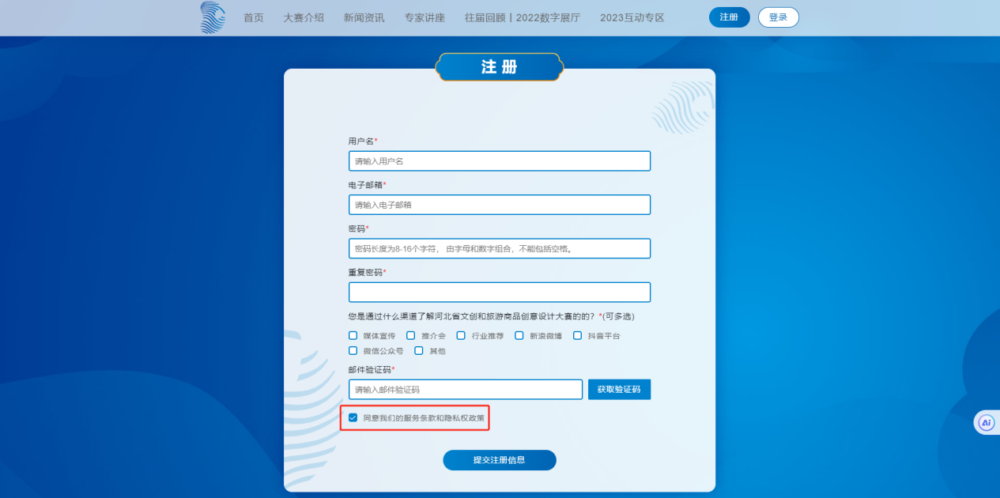 首页 大赛介绍 新闻资讯 专家讲座 往届回顾丨2022数字展厅 2023互动专区 注册 登录
注册
用户名*
请输入用户名
电子邮箱*
请输入电子邮箱
密码*
密码长度为8-16个字符， 由字母和数字组合，不能包括空格。
重复密码*
您是通过什么渠道了解河北省文创和旅游商品创意设计大赛的的？*(可多选)
媒体宣传 推介会 行业推荐 新浪微博 抖音平台
微信公众号 其他
邮件验证码*
请输入邮件验证码 获取验证码
同意我们的服务条款和隐私权政策
Ai
提交注册信息